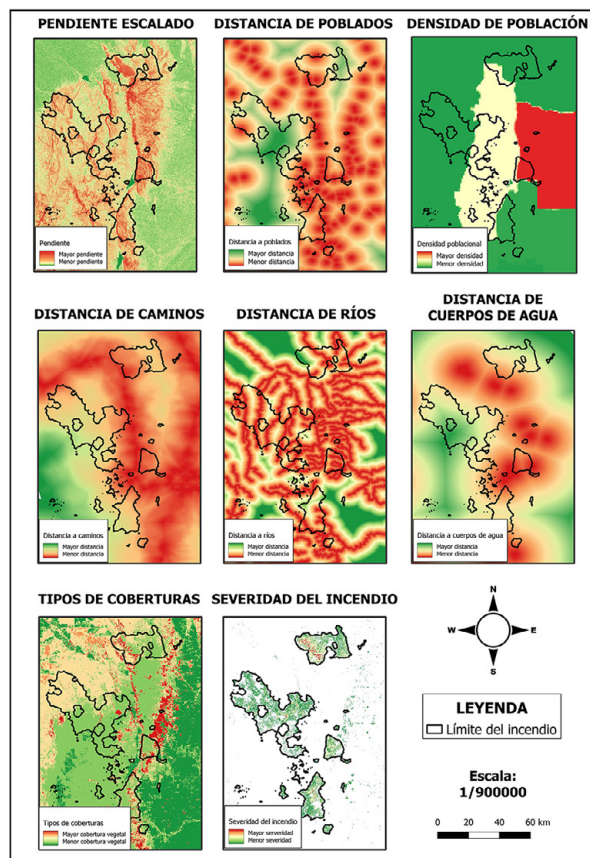 PENDIENTE ESCALADO
DISTANCIA DE POBLADOS
DENSIDAD DE POBLACIÓN
Pendiente
Mayor pendiente
Menor pendiente
Distancia a poblados
Mayor distancia
Menor distancia
Densidad poblacional
Mayor densidad
Menor densidad
DISTANCIA DE CAMINOS
DISTANCIA DE RÍOS
DISTANCIA DE
CUERPOS DE AGUA
Distancia a caminos
Mayor distancia
Menor distancia
Distancia a ríos
Mayor distancia
Menor distancia
Distancia a cuerpos de agua
Mayor distancia
Menor distancia
TIPOS DE COBERTURAS
SEVERIDAD DEL INCENDIO
Tipos de coberturas
Mayor cobertura vegetal
Menor cobertura vegetal
Severidad del incendio
Mayor serveridad
Menor severidad
N
W
E
S
LEYENDA
Límite del incendio
Escala:
1/900000
0 20 40 60 km